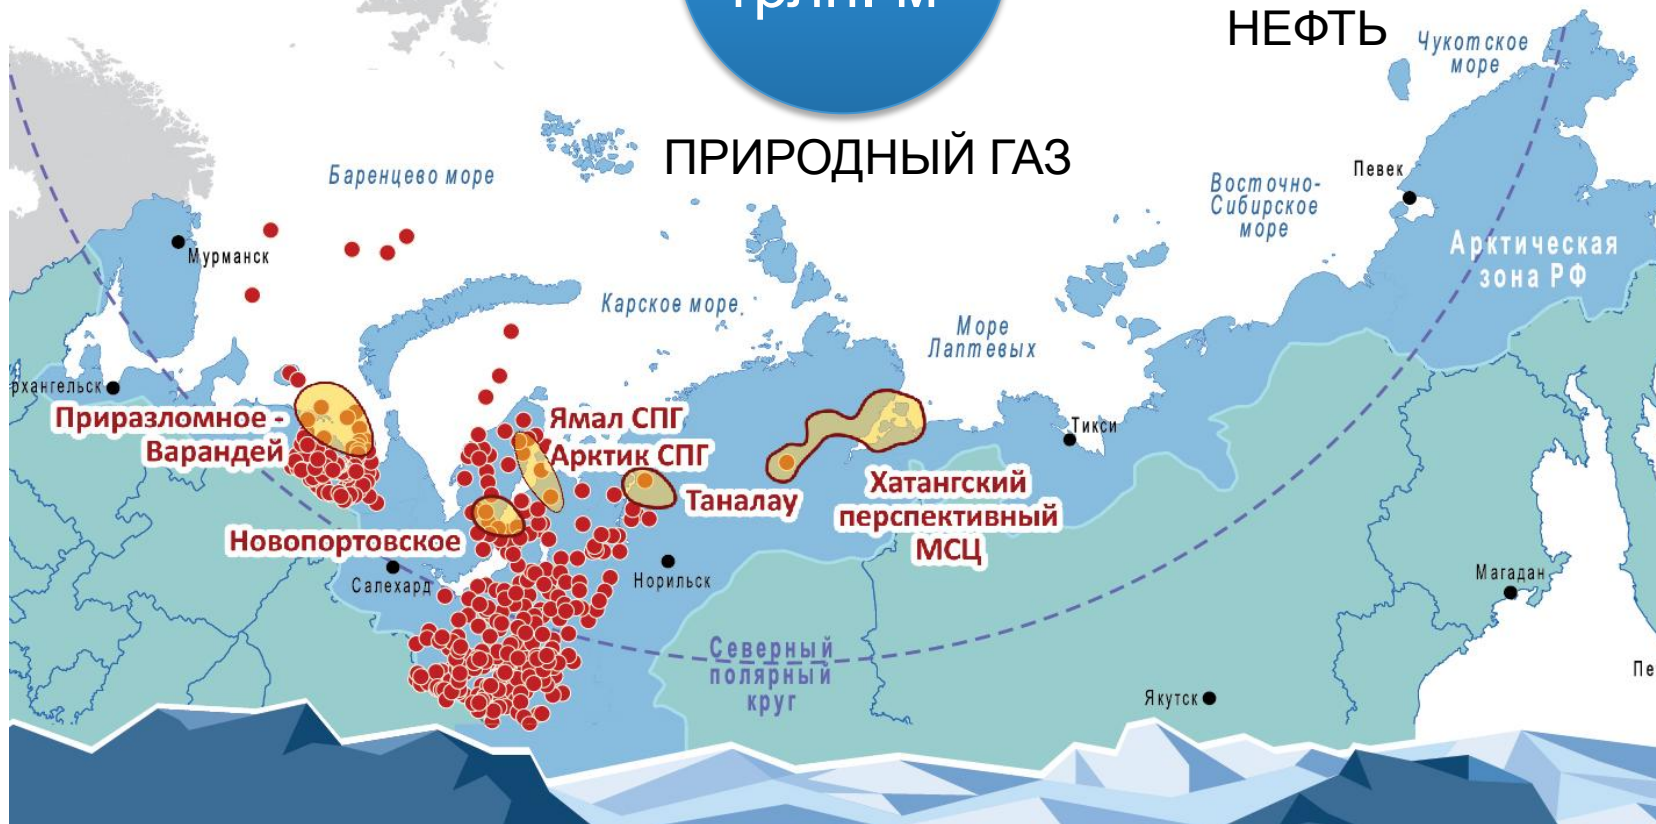 НЕФТЬ
Чукотское
море
ПРИРОДНЫЙ ГАЗ
Баренцево море
Певек
Восточно-
Сибирское
море
Арктическая
зона РФ
Мурманск
Карское море
Море
Лаптевых
рхангельск
Приразломное -
Варандей
Ямал СПГ
Арктик СПГ
Тикси
Таналау
Хатангский
перспективный
МСЦ
Новопортовское
Салехард
Норильск
Магадан
Северный
полярный
круг
Якутск
Пе